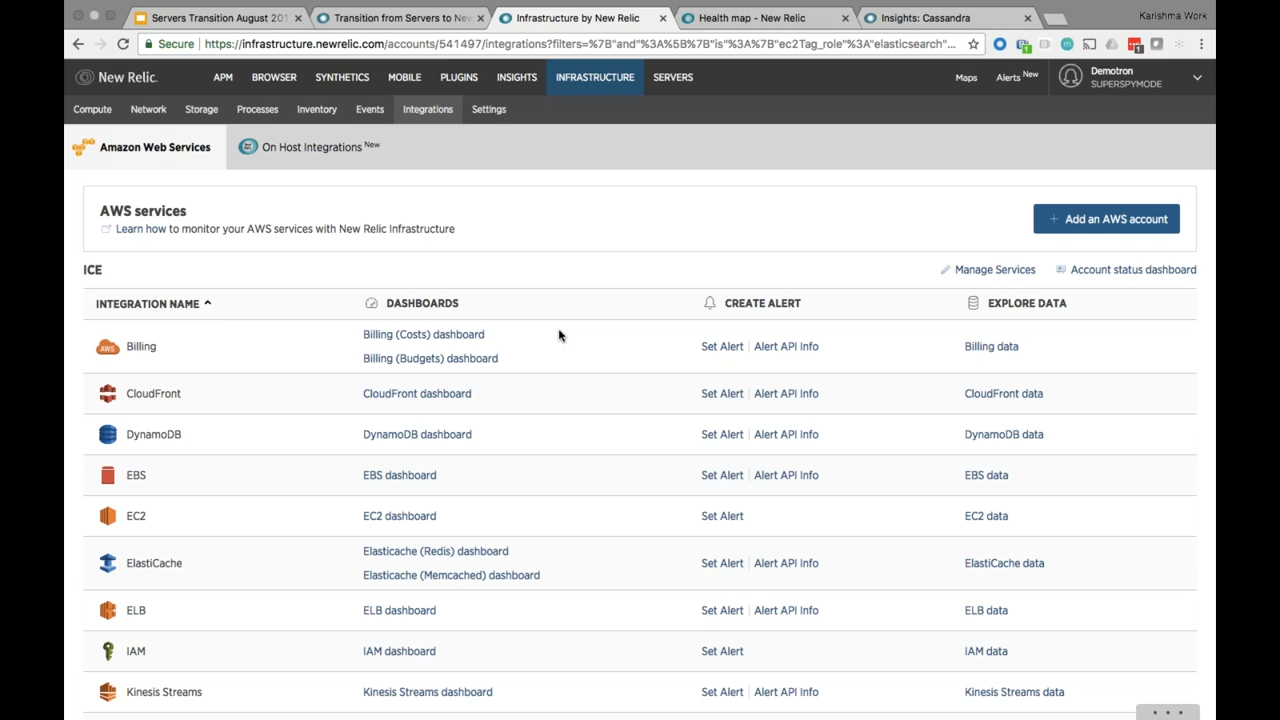 Servers Transition August 201
Transition from Servers to New
Infrastructure by New Relic
Health map - New Relic
Insights: Cassandra
Karishma Work
Secure https://infrastructure.newrelic.com/accounts/541497/integrations?filters=%7B"and"%3A%5B%7B"is"%3A%7B"ec2Tag_role"%3A"elasticsearch"...
New Relic. APM BROWSER SYNTHETICS MOBILE PLUGINS INSIGHTS INFRASTRUCTURE SERVERS Maps Alerts New Demotron
SUPERSPYMODE
Compute Network Storage Processes Inventory Events Integrations Settings
Amazon Web Services On Host Integrations New
AWS services
Learn how to monitor your AWS services with New Relic Infrastructure
+ Add an AWS account
ICE Manage Services Account status dashboard
INTEGRATION NAME DASHBOARDS CREATE ALERT EXPLORE DATA
AWS Billing Billing (Costs) dashboard Set Alert Alert API Info Billing data
Billing (Budgets) dashboard
CloudFront CloudFront dashboard Set Alert Alert API Info CloudFront data
DynamoDB DynamoDB dashboard Set Alert Alert API Info DynamoDB data
EBS EBS dashboard Set Alert Alert API Info EBS data
EC2 EC2 dashboard Set Alert EC2 data
ElastiCache Elasticache (Redis) dashboard Set Alert Alert API Info ElastiCache data
Elasticache (Memcached) dashboard
ELB ELB dashboard Set Alert Alert API Info ELB data
IAM IAM dashboard Set Alert IAM data
Kinesis Streams Kinesis Streams dashboard Set Alert Alert API Info Kinesis Streams data